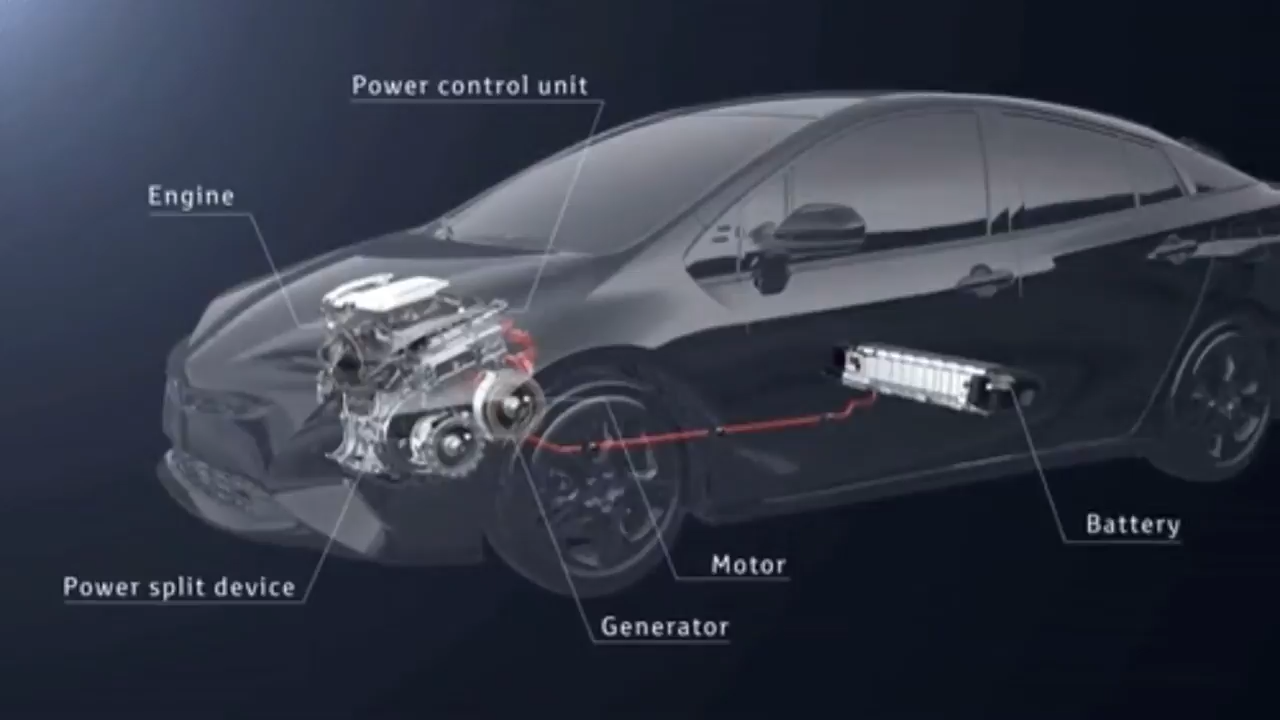 Power control unit
Engine
Battery
Motor
Power split device
Generator